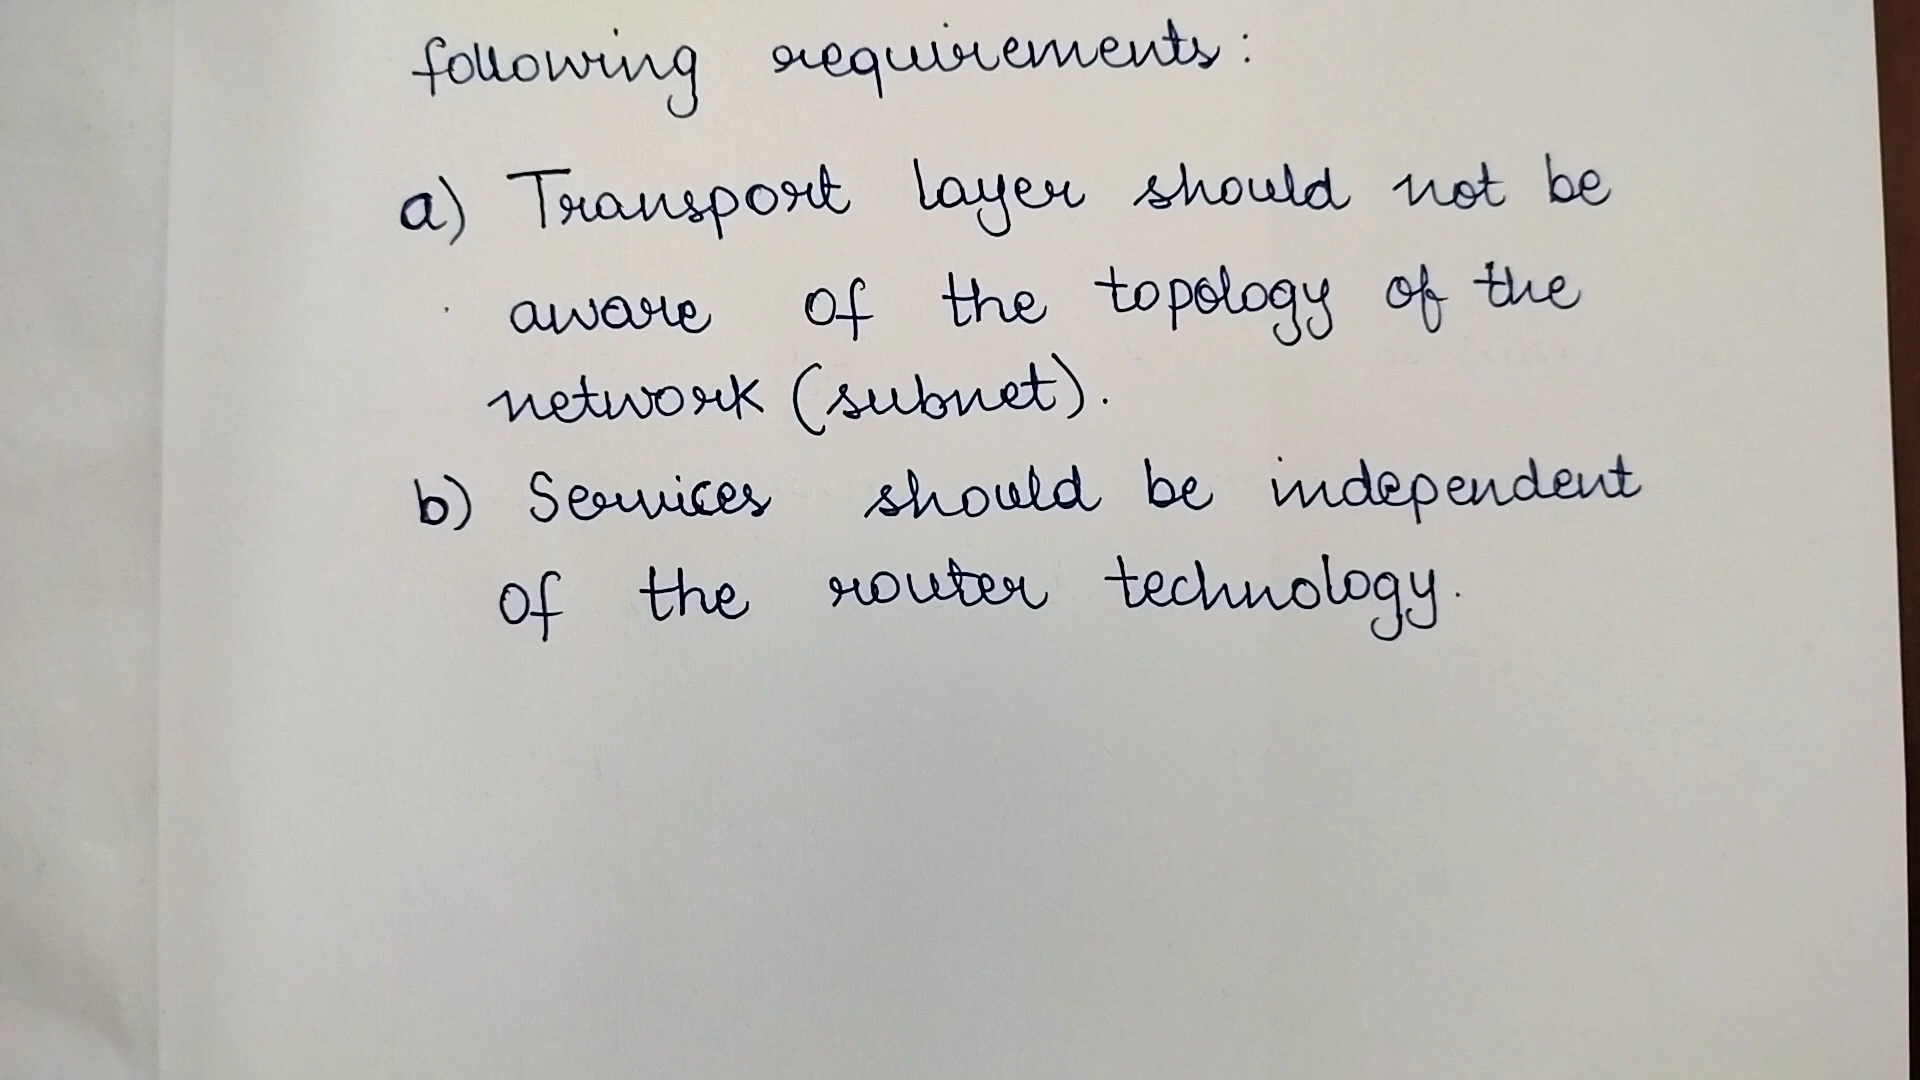 following requirements:
a) Transport layer should not be
aware of the topology of the
network (subnet).
b) Services should be independent
of the router technology.